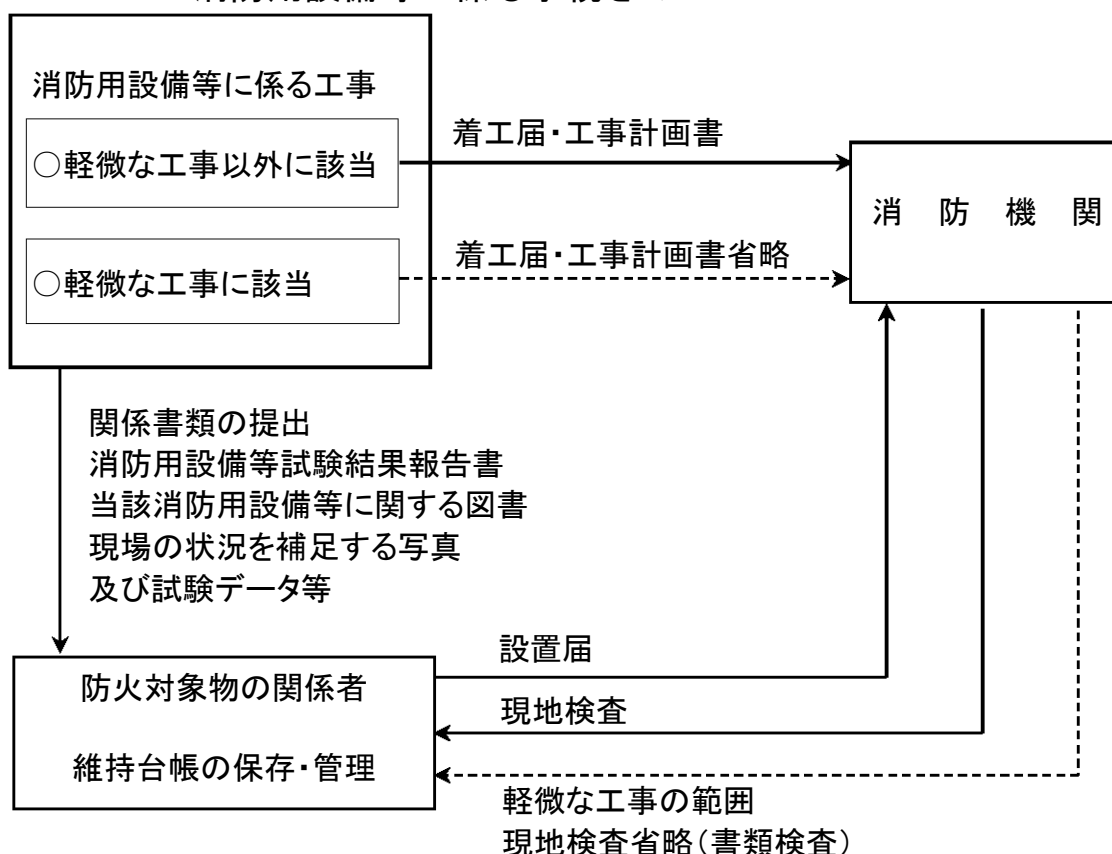 消防用設備等に係る工事
○軽微な工事以外に該当
○軽微な工事に該当
着工届・工事計画書
着工届・工事計画書省略
消防機関
関係書類の提出
消防用設備等試験結果報告書
当該消防用設備等に関する図書
現場の状況を補足する写真
及び試験データ等
防火対象物の関係者
維持台帳の保存・管理
設置届
現地検査
軽微な工事の範囲
現地検査省略(書類検査)